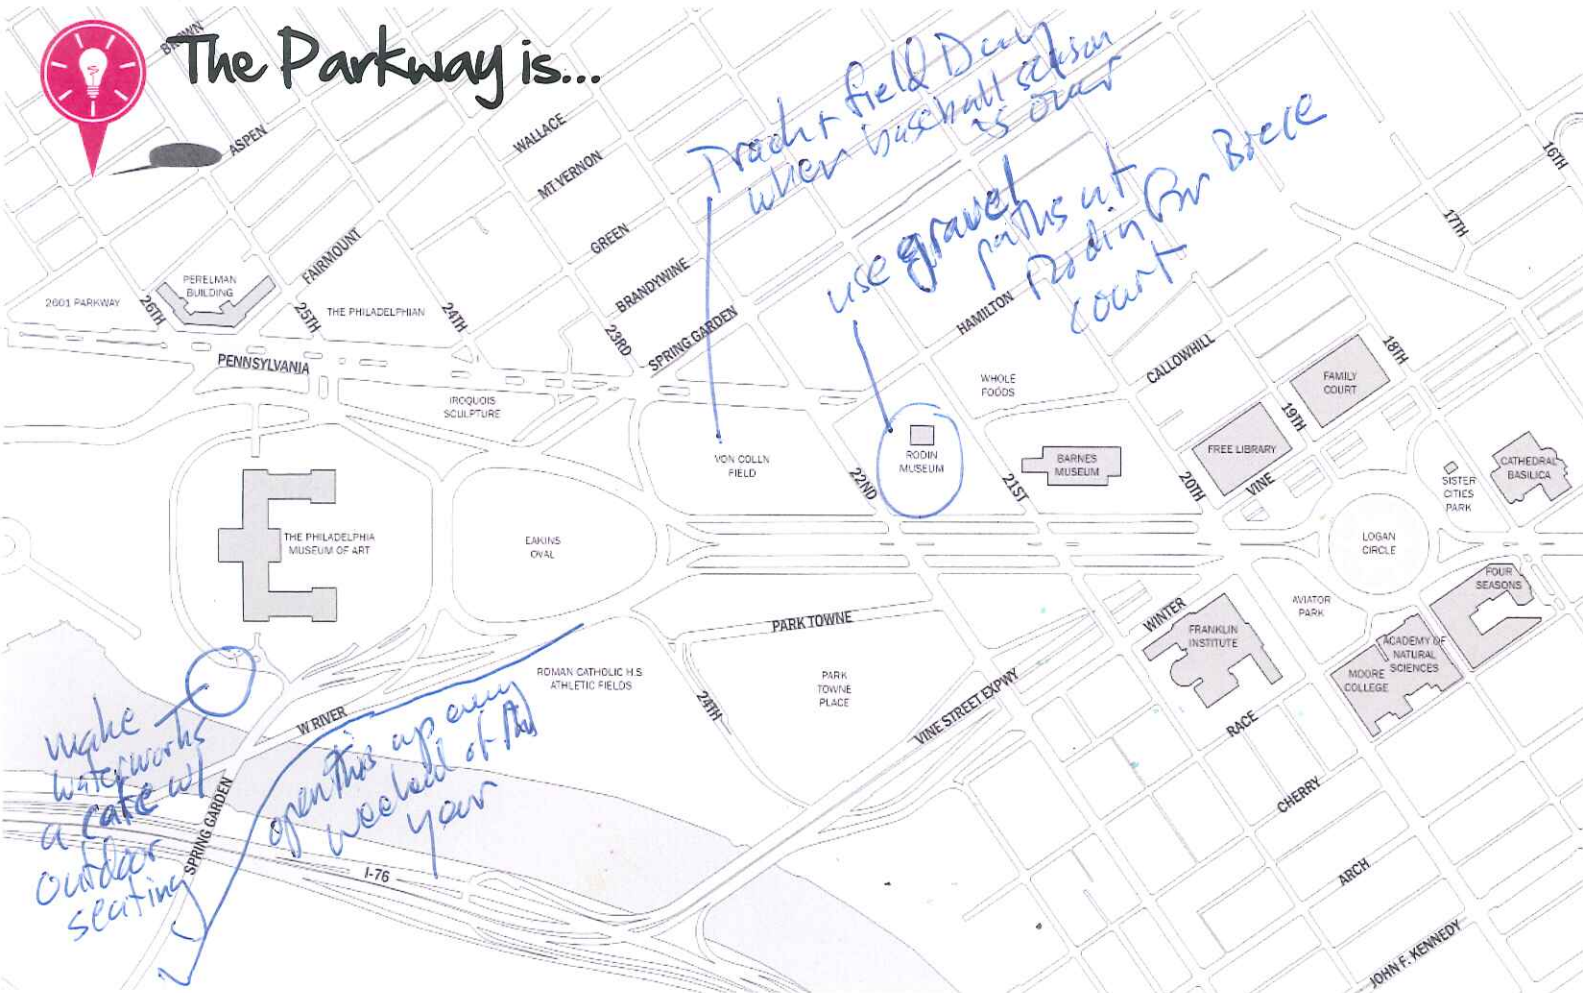 The Parkway is...
BROWN
ASPEN
WALLACE
MT VERNON
GREEN
BRANDYWINE
SPRING GARDEN
FAIRMOUNT
PERELMAN
BUILDING
2601 PARKWAY
26TH
25TH
THE PHILADELPHIAN
24TH
23RD
PENNSYLVANIA
IROQUOIS
SCULPTURE
Track + field Day
when baseball season
is over
use gravel
paths at
Rodin for Bocce
court
HAMILTON
CALLOWHILL
16TH
17TH
18TH
19TH
WHOLE
FOODS
FAMILY
COURT
VON COLLN
FIELD
22ND
RODIN
MUSEUM
21ST
BARNES
MUSEUM
20TH
FREE LIBRARY
VINE
SISTER
CITIES
PARK
CATHEDRAL
BASILICA
THE PHILADELPHIA
MUSEUM OF ART
EAKINS
OVAL
LOGAN
CIRCLE
FOUR
SEASONS
AVIATOR
PARK
PARK TOWNE
WINTER
FRANKLIN
INSTITUTE
ACADEMY OF
NATURAL
SCIENCES
MOORE
COLLEGE
ROMAN CATHOLIC H.S
ATHLETIC FIELDS
24TH
PARK
TOWNE
PLACE
VINE STREET EXPWY
RACE
CHERRY
ARCH
JOHN F. KENNEDY
W RIVER
SPRING GARDEN
I-76
make
waterworks
a cafe w/
outdoor
seating
open this up every
weekend of the
year